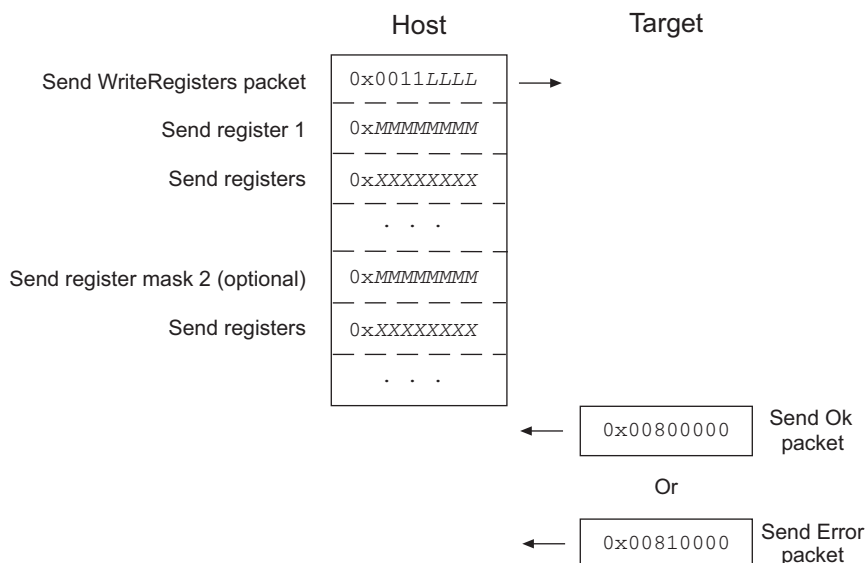 Host Target
Send WriteRegisters packet 0x0011LLLL
Send register 1 0xMMMMMMMM
Send registers 0xXXXXXXXX
. . .
Send register mask 2 (optional) 0xMMMMMMMM
Send registers 0xXXXXXXXX
. . .
0x00800000 Send Ok
packet
Or
0x00810000 Send Error
packet